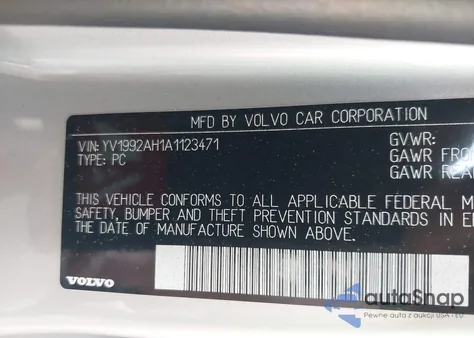 MFD BY VOLVO CAR CORPORATION
VIN: YV1992AH1A1123471 GVWR:
TYPE: PC GAWR FRO
GAWR REA
THIS VEHICLE CONFORMS TO ALL APPLICABLE FEDERAL M
SAFETY, BUMPER AND THEFT PREVENTION STANDARDS IN E
THE DATE OF MANUFACTURE SHOWN ABOVE.
VOLVO
autoSnap
Pewne auta z aukcji USA i EU